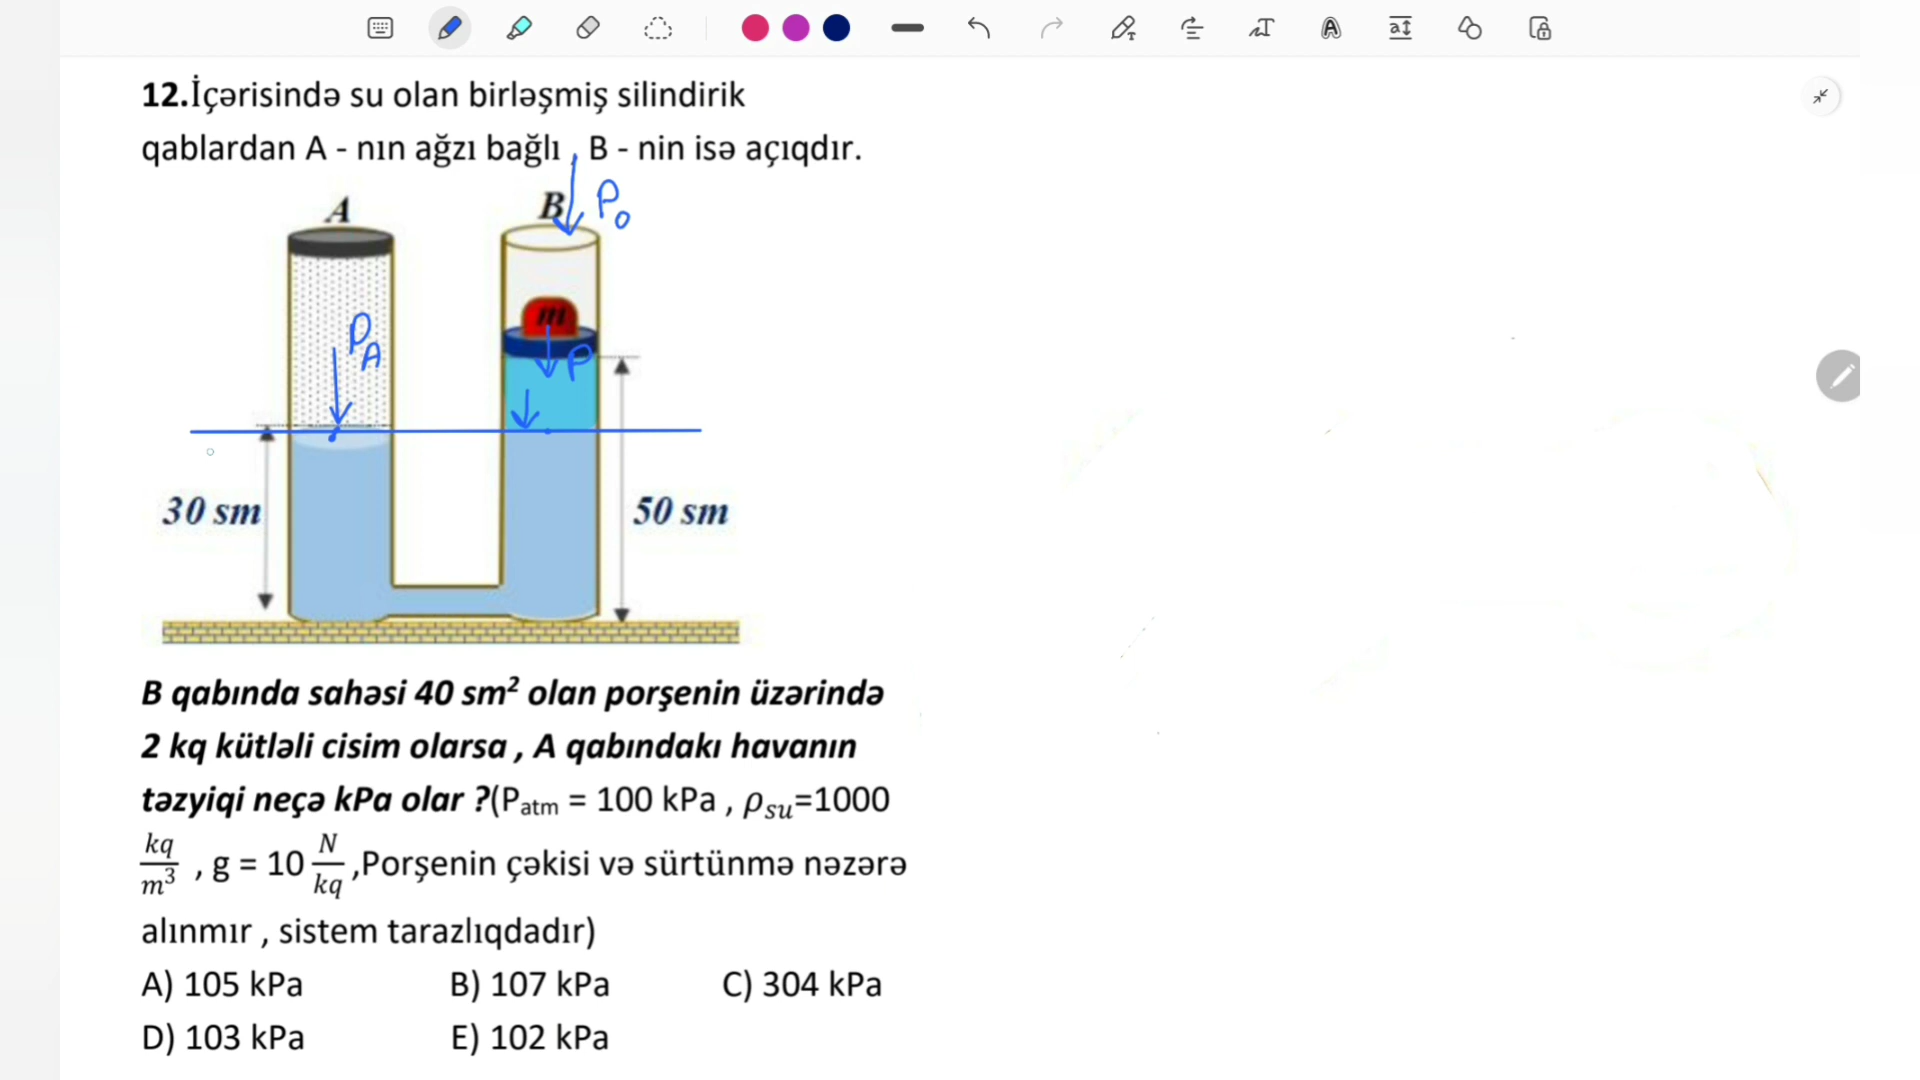 12.İçərisində su olan birləşmiş silindirik
qablardan A - nın ağzı bağlı , B - nin isə açıqdır.
A
B
P₀
m
P_A
P
30 sm
50 sm
B qabında sahəsi 40 sm² olan porşenin üzərində
2 kq kütləli cisim olarsa , A qabındakı havanın
təzyiqi neçə kPa olar ?(Pₐₜₘ = 100 kPa , ρ_su=1000
kq/m³ , g = 10 N/kq ,Porşenin çəkisi və sürtünmə nəzərə
alınmır , sistem tarazlıqdadır)
A) 105 kPa B) 107 kPa C) 304 kPa
D) 103 kPa E) 102 kPa